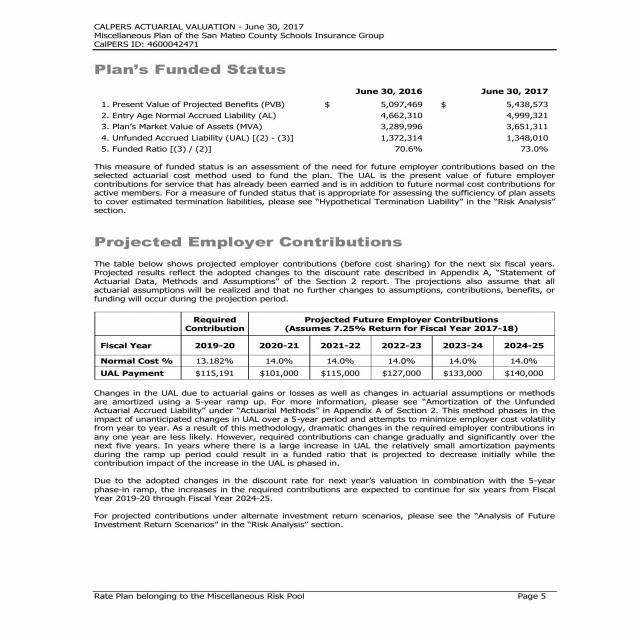 CALPERS ACTUARIAL VALUATION - June 30, 2017
Miscellaneous Plan of the San Mateo County Schools Insurance Group
CalPERS ID: 4600042471
Plan's Funded Status
June 30, 2016 June 30, 2017
1. Present Value of Projected Benefits (PVB) $ 5,097,469 $ 5,438,573
2. Entry Age Normal Accrued Liability (AL) 4,662,310 4,999,321
3. Plan's Market Value of Assets (MVA) 3,289,996 3,651,311
4. Unfunded Accrued Liability (UAL) [(2) - (3)] 1,372,314 1,348,010
5. Funded Ratio [(3) / (2)] 70.6% 73.0%
This measure of funded status is an assessment of the need for future employer contributions based on the
selected actuarial cost method used to fund the plan. The UAL is the present value of future employer
contributions for service that has already been earned and is in addition to future normal cost contributions for
active members. For a measure of funded status that is appropriate for assessing the sufficiency of plan assets
to cover estimated termination liabilities, please see "Hypothetical Termination Liability" in the "Risk Analysis"
section.
Projected Employer Contributions
The table below shows projected employer contributions (before cost sharing) for the next six fiscal years.
Projected results reflect the adopted changes to the discount rate described in Appendix A, "Statement of
Actuarial Data, Methods and Assumptions" of the Section 2 report. The projections also assume that all
actuarial assumptions will be realized and that no further changes to assumptions, contributions, benefits, or
funding will occur during the projection period.
Required Contribution Projected Future Employer Contributions
(Assumes 7.25% Return for Fiscal Year 2017-18)
Fiscal Year 2019-20 2020-21 2021-22 2022-23 2023-24 2024-25
Normal Cost % 13.182% 14.0% 14.0% 14.0% 14.0% 14.0%
UAL Payment $115,191 $101,000 $115,000 $127,000 $133,000 $140,000
Changes in the UAL due to actuarial gains or losses as well as changes in actuarial assumptions or methods
are amortized using a 5-year ramp up. For more information, please see "Amortization of the Unfunded
Actuarial Accrued Liability" under "Actuarial Methods" in Appendix A of Section 2. This method phases in the
impact of unanticipated changes in UAL over a 5-year period and attempts to minimize employer cost volatility
from year to year. As a result of this methodology, dramatic changes in the required employer contributions in
any one year are less likely. However, required contributions can change gradually and significantly over the
next five years. In years where there is a large increase in UAL the relatively small amortization payments
during the ramp up period could result in a funded ratio that is projected to decrease initially while the
contribution impact of the increase in the UAL is phased in.
Due to the adopted changes in the discount rate for next year's valuation in combination with the 5-year
phase-in ramp, the increases in the required contributions are expected to continue for six years from Fiscal
Year 2019-20 through Fiscal Year 2024-25.
For projected contributions under alternate investment return scenarios, please see the "Analysis of Future
Investment Return Scenarios" in the "Risk Analysis" section.
Rate Plan belonging to the Miscellaneous Risk Pool Page 5